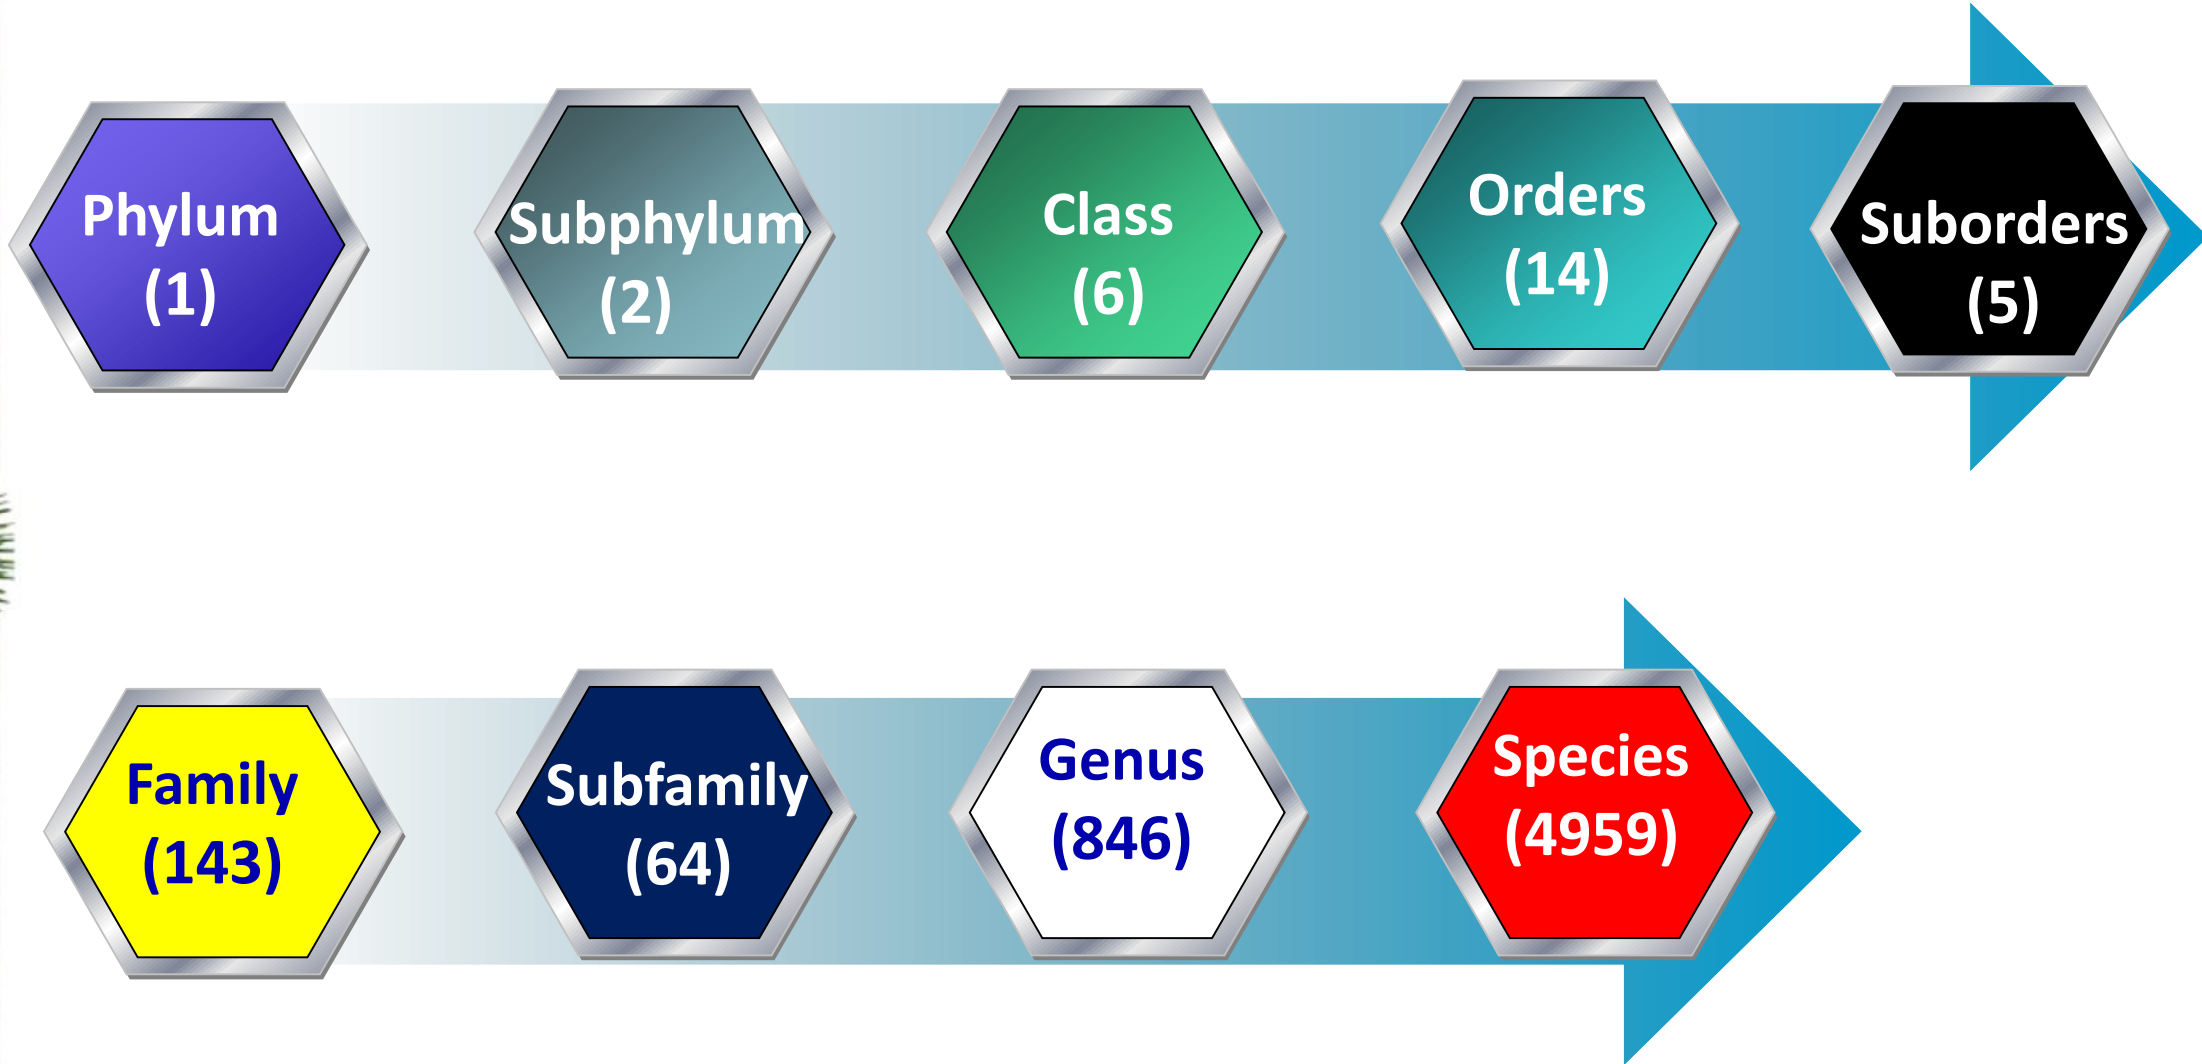 Phylum
(1)
Subphylum
(2)
Class
(6)
Orders
(14)
Suborders
(5)
Family
(143)
Subfamily
(64)
Genus
(846)
Species
(4959)